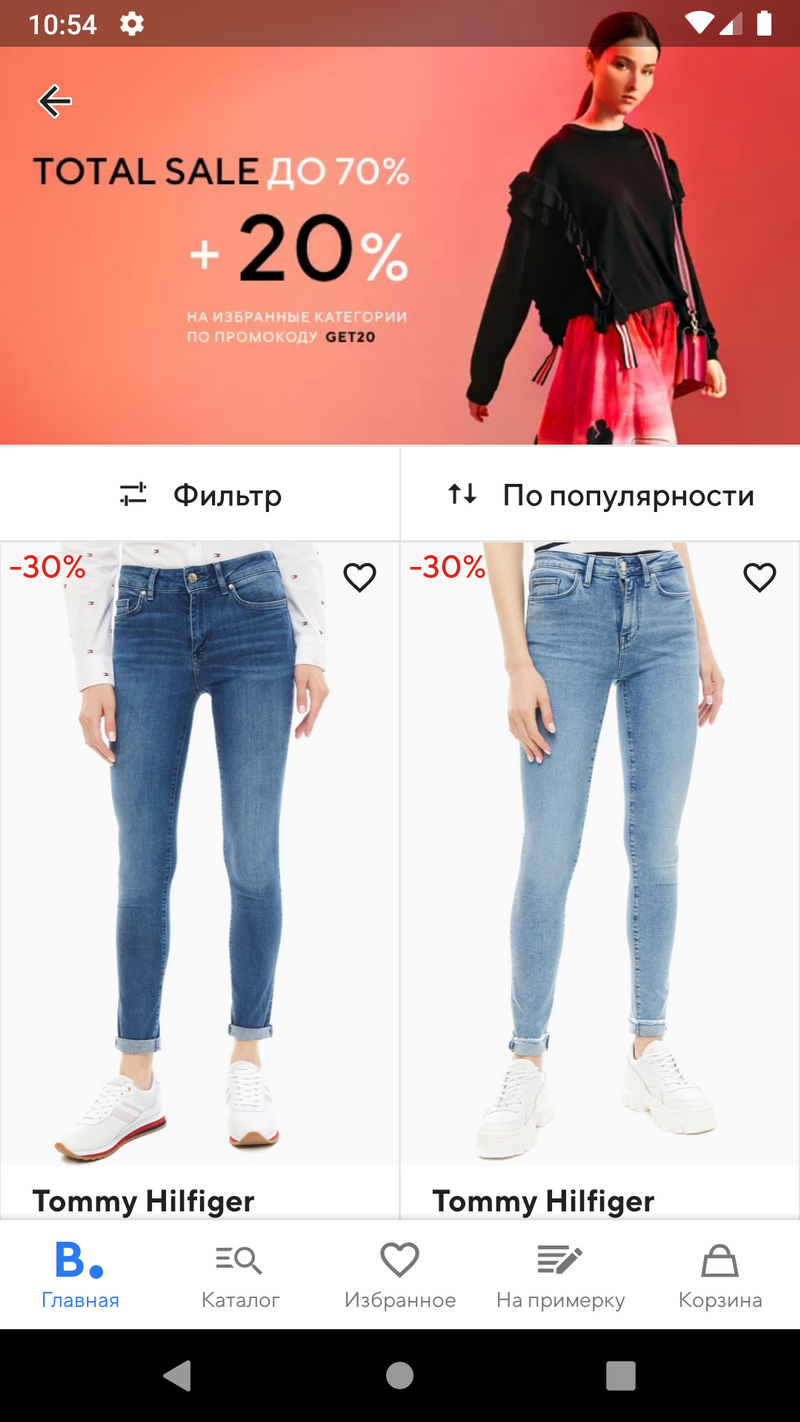 10:54
TOTAL SALE ДО 70%
+ 20%
НА ИЗБРАННЫЕ КАТЕГОРИИ
ПО ПРОМОКОДУ GET20
Фильтр
По популярности
-30%
-30%
Tommy Hilfiger
Tommy Hilfiger
B.
Главная
Каталог
Избранное
На примерку
Корзина